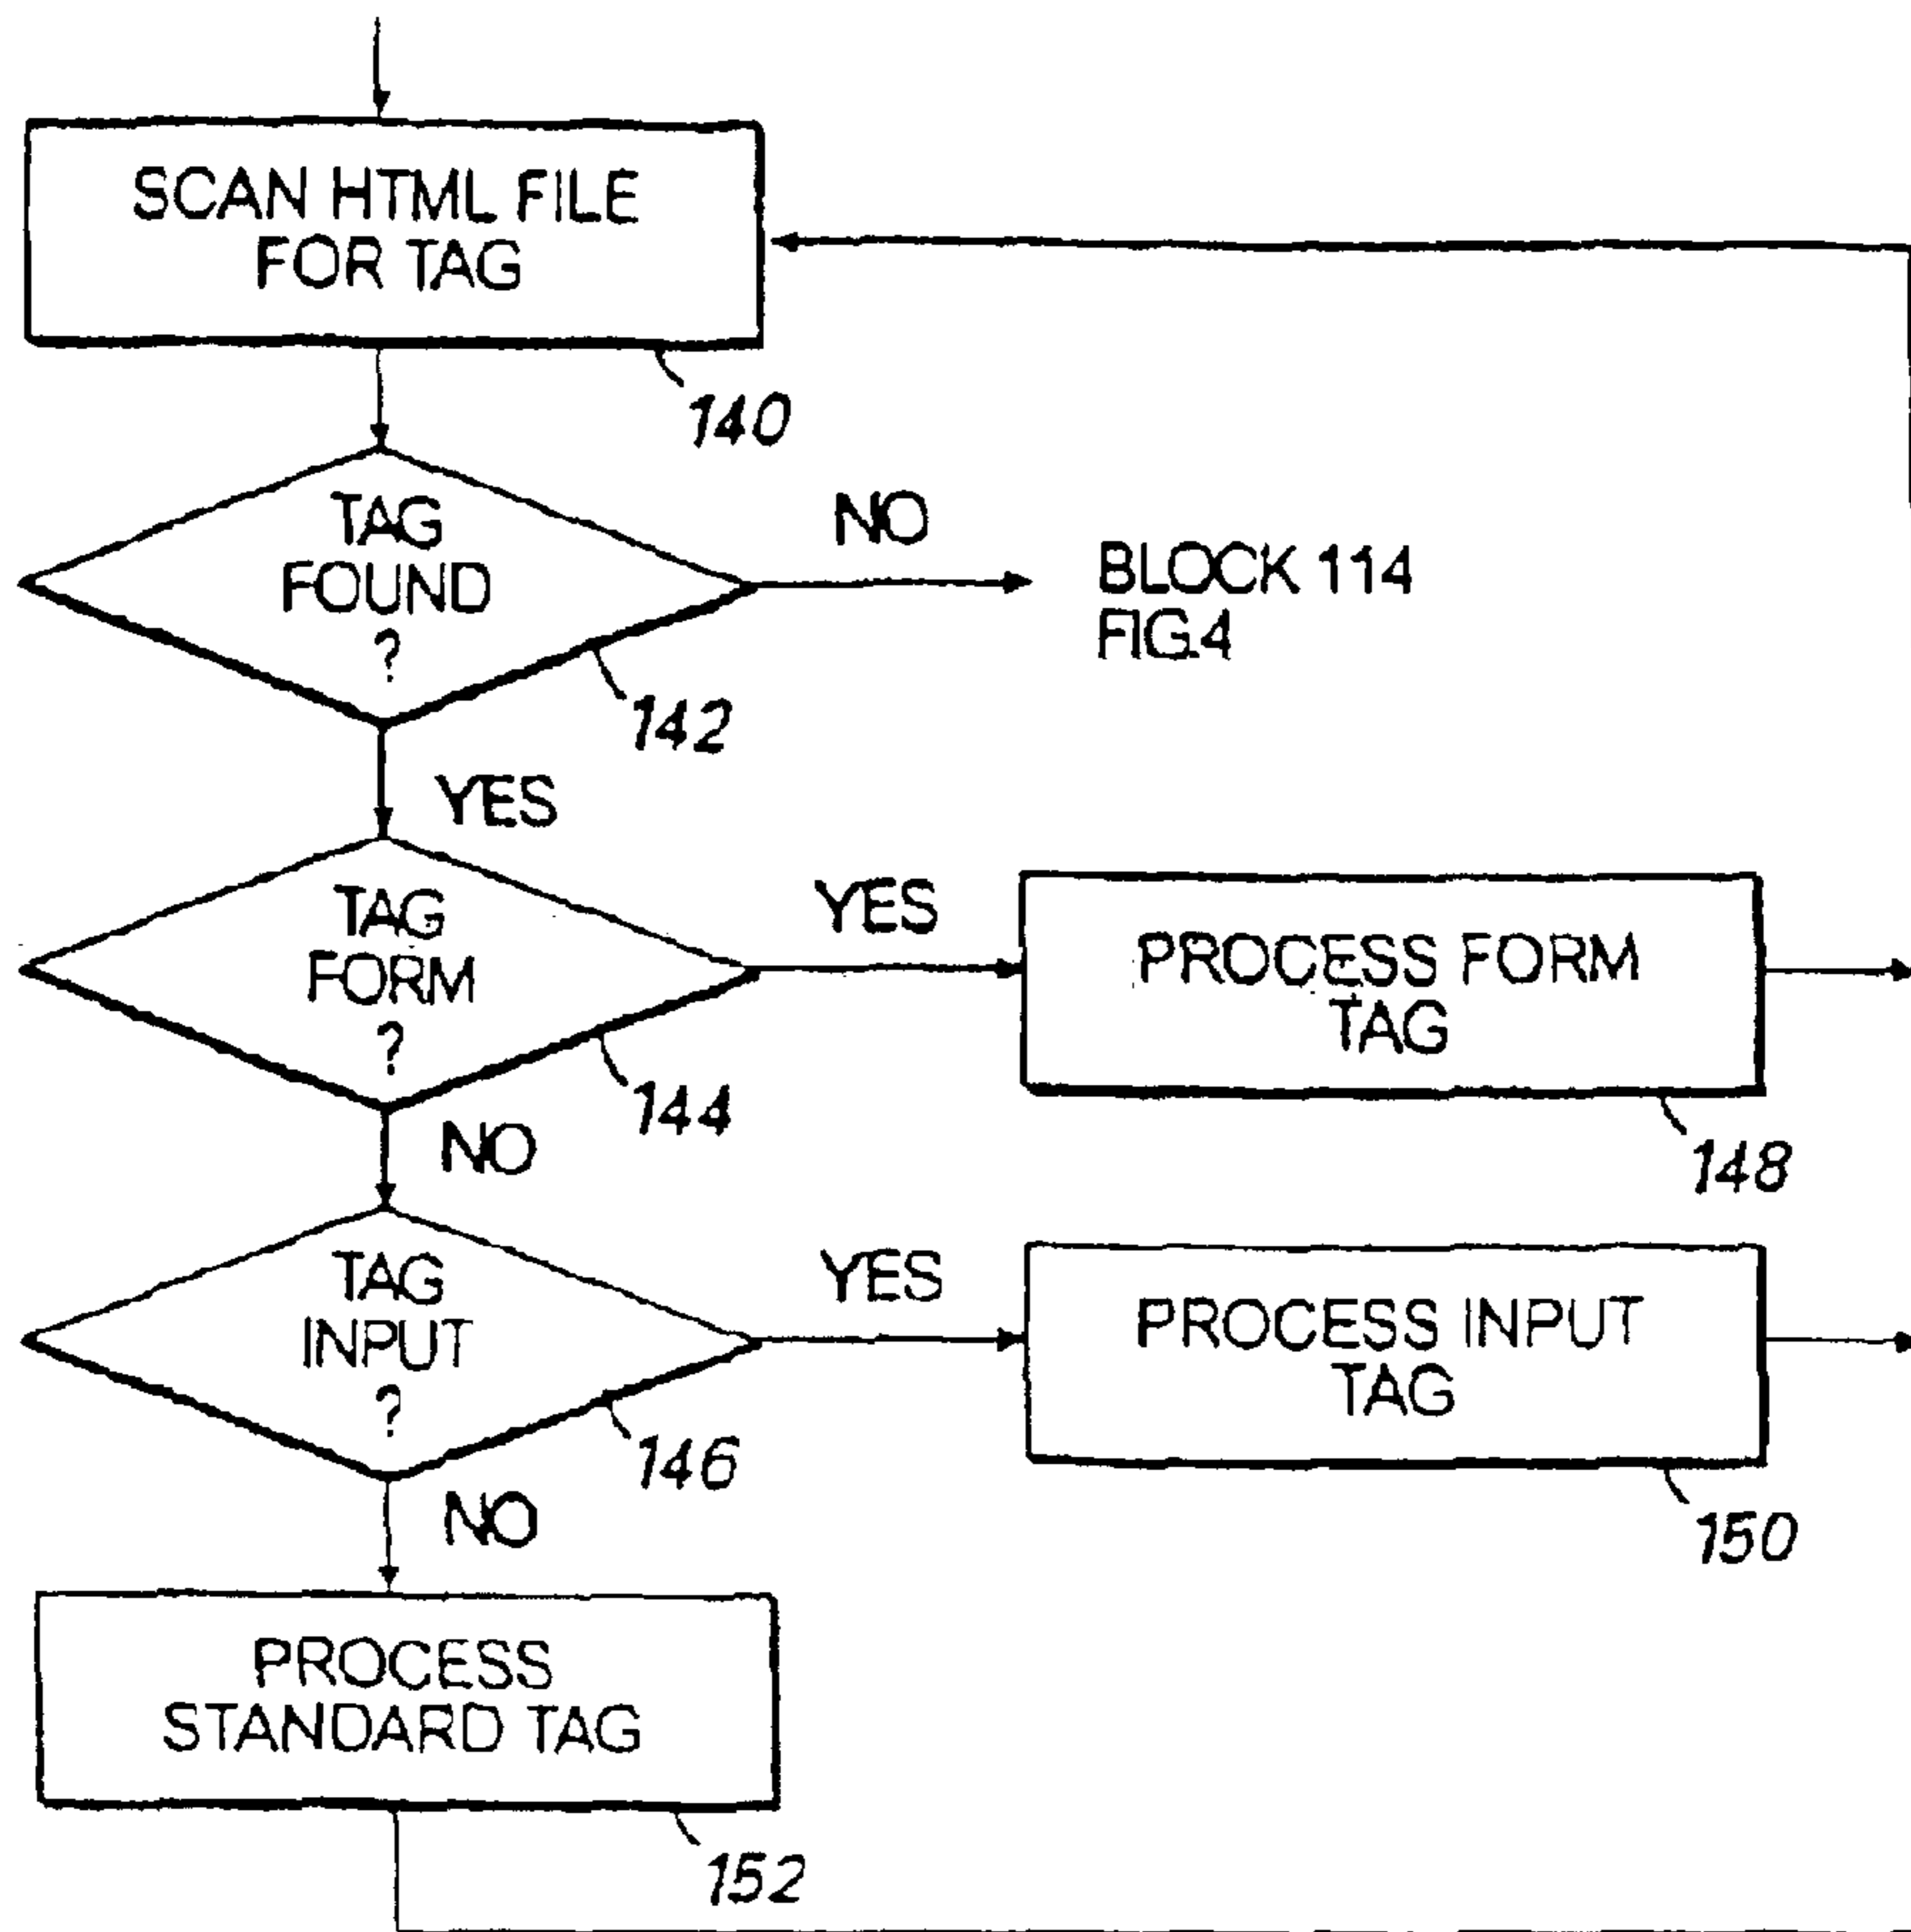 SCAN HTML FILE
FOR TAG
140
TAG
FOUND
?
NO
BLOCK 114
FIG.4
142
YES
TAG
FORM
?
YES
PROCESS FORM
TAG
144
148
NO
TAG
INPUT
?
YES
PROCESS INPUT
TAG
146
150
NO
PROCESS
STANDARD TAG
152